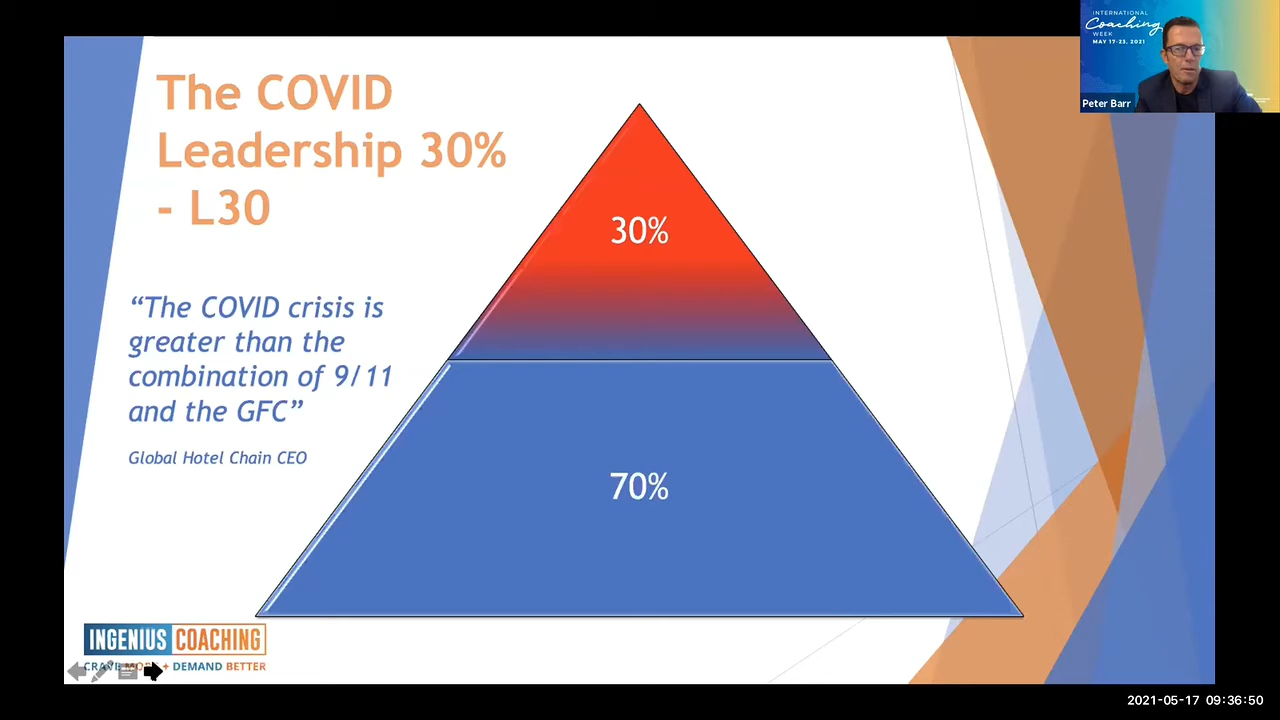 The COVID
Leadership 30%
- L30
“The COVID crisis is
greater than the
combination of 9/11
and the GFC”
Global Hotel Chain CEO
30%
70%
INGENIUS COACHING
DEMAND BETTER
INTERNATIONAL
Coaching
WEEK
MAY 17-23, 2021
Peter Barr
2021-05-17 09:36:50